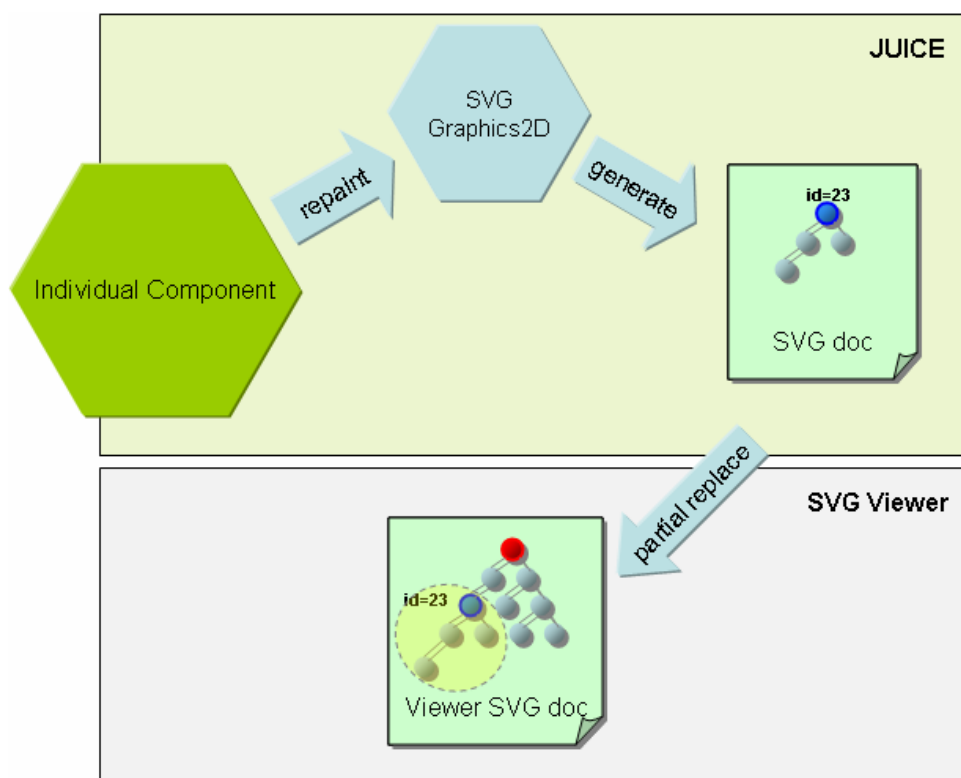 JUICE
SVG
Graphics2D
repaint
generate
id=23
Individual Component
SVG doc
partial replace
SVG Viewer
id=23
Viewer SVG doc